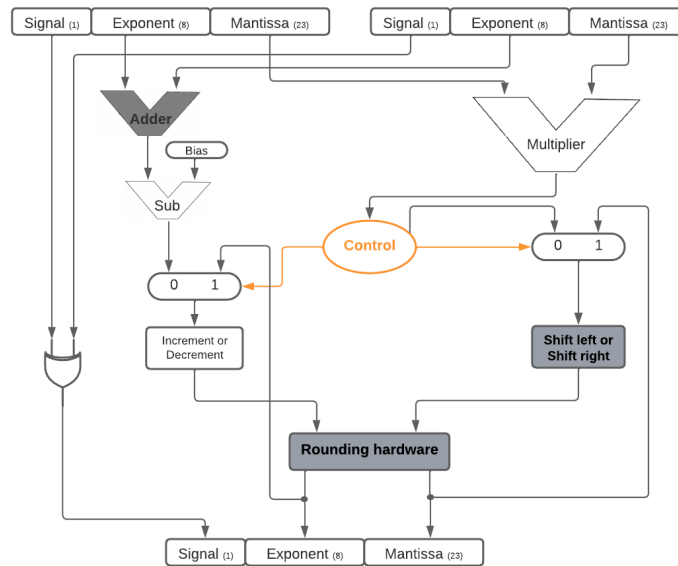 Signal (1) Exponent (8) Mantissa (23) Signal (1) Exponent (8) Mantissa (23)
Adder
Multiplier
Bias
Sub
Control
0 1
0 1
Increment or
Decrement
Shift left or
Shift right
Rounding hardware
Signal (1) Exponent (8) Mantissa (23)